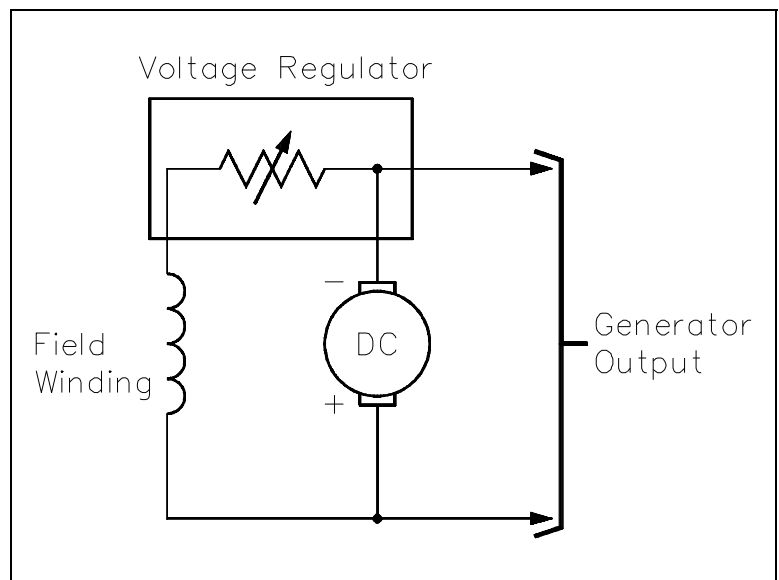 Voltage Regulator
−
DC
+
Field
Winding
Generator
Output